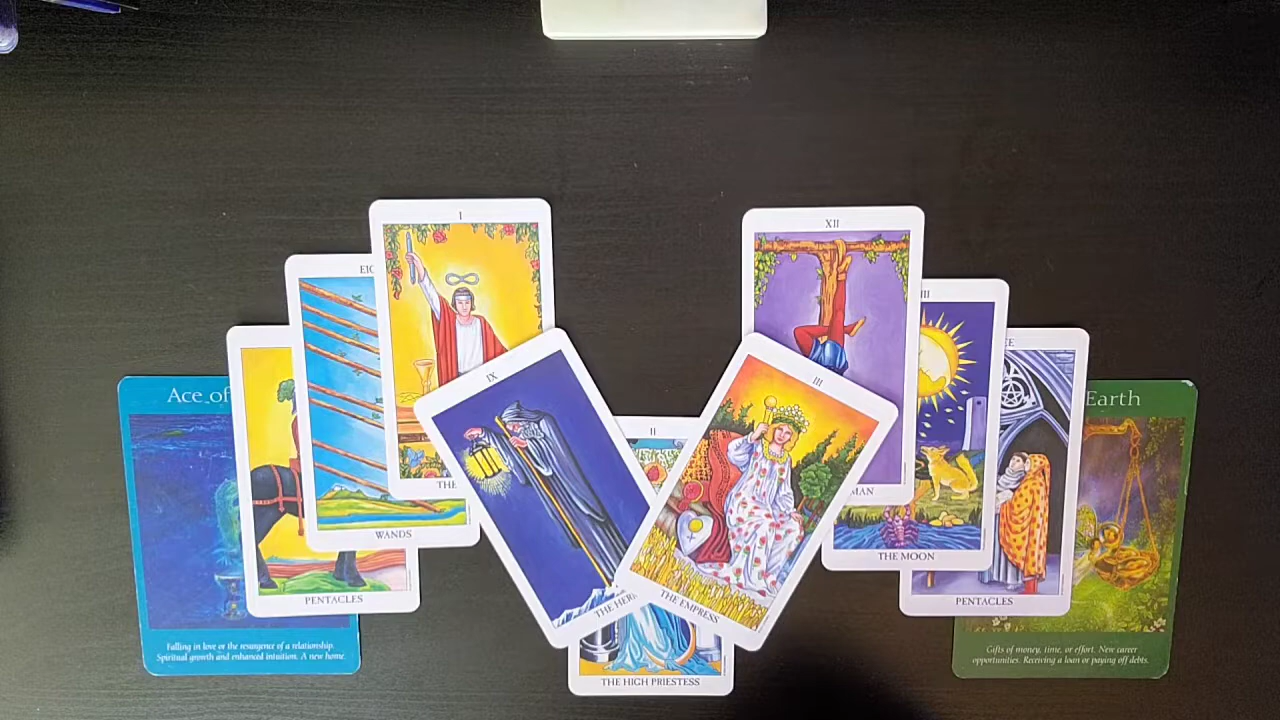 I
XII
EIG
III
IX
II
Ace of
Earth
THE
MAN
WANDS
THE MOON
PENTACLES
PENTACLES
THE HER
THE EMPRESS
Falling in love or the resurgence of a relationship.
Spiritual growth and enhanced intuition. A new home.
Gifts of money, time, or effort. New career
opportunities. Receiving a loan or paying off debts.
THE HIGH PRIESTESS